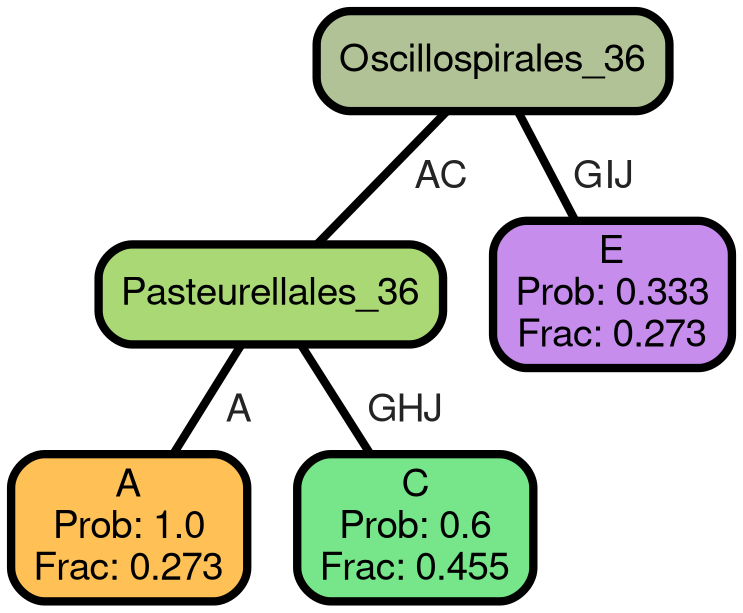 Oscillospirales_36
AC
GIJ
Pasteurellales_36
E
Prob: 0.333
Frac: 0.273
A
GHJ
A
Prob: 1.0
Frac: 0.273
C
Prob: 0.6
Frac: 0.455